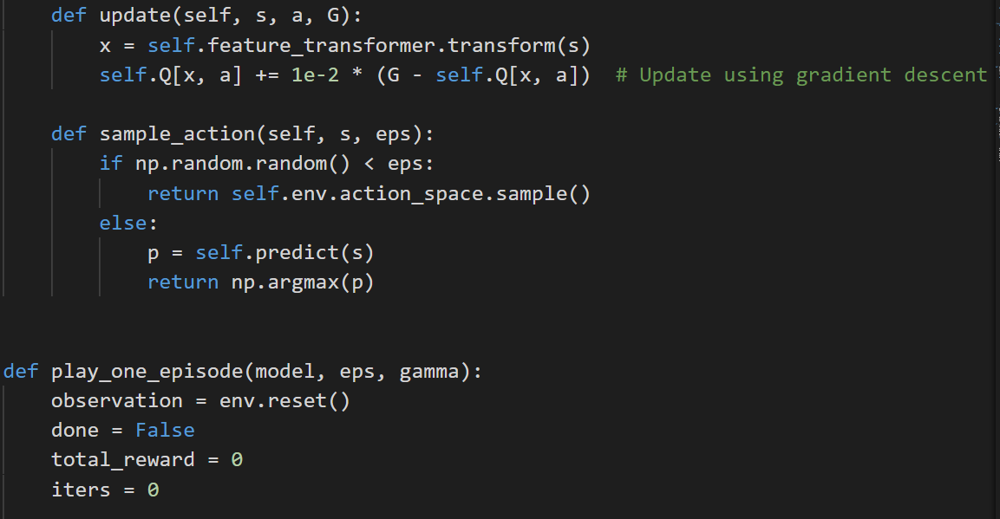 def update(self, s, a, G):
x = self.feature_transformer.transform(s)
self.Q[x, a] += 1e-2 * (G - self.Q[x, a])  # Update using gradient descent
def sample_action(self, s, eps):
if np.random.random() < eps:
return self.env.action_space.sample()
else:
p = self.predict(s)
return np.argmax(p)
def play_one_episode(model, eps, gamma):
observation = env.reset()
done = False
total_reward = 0
iters = 0